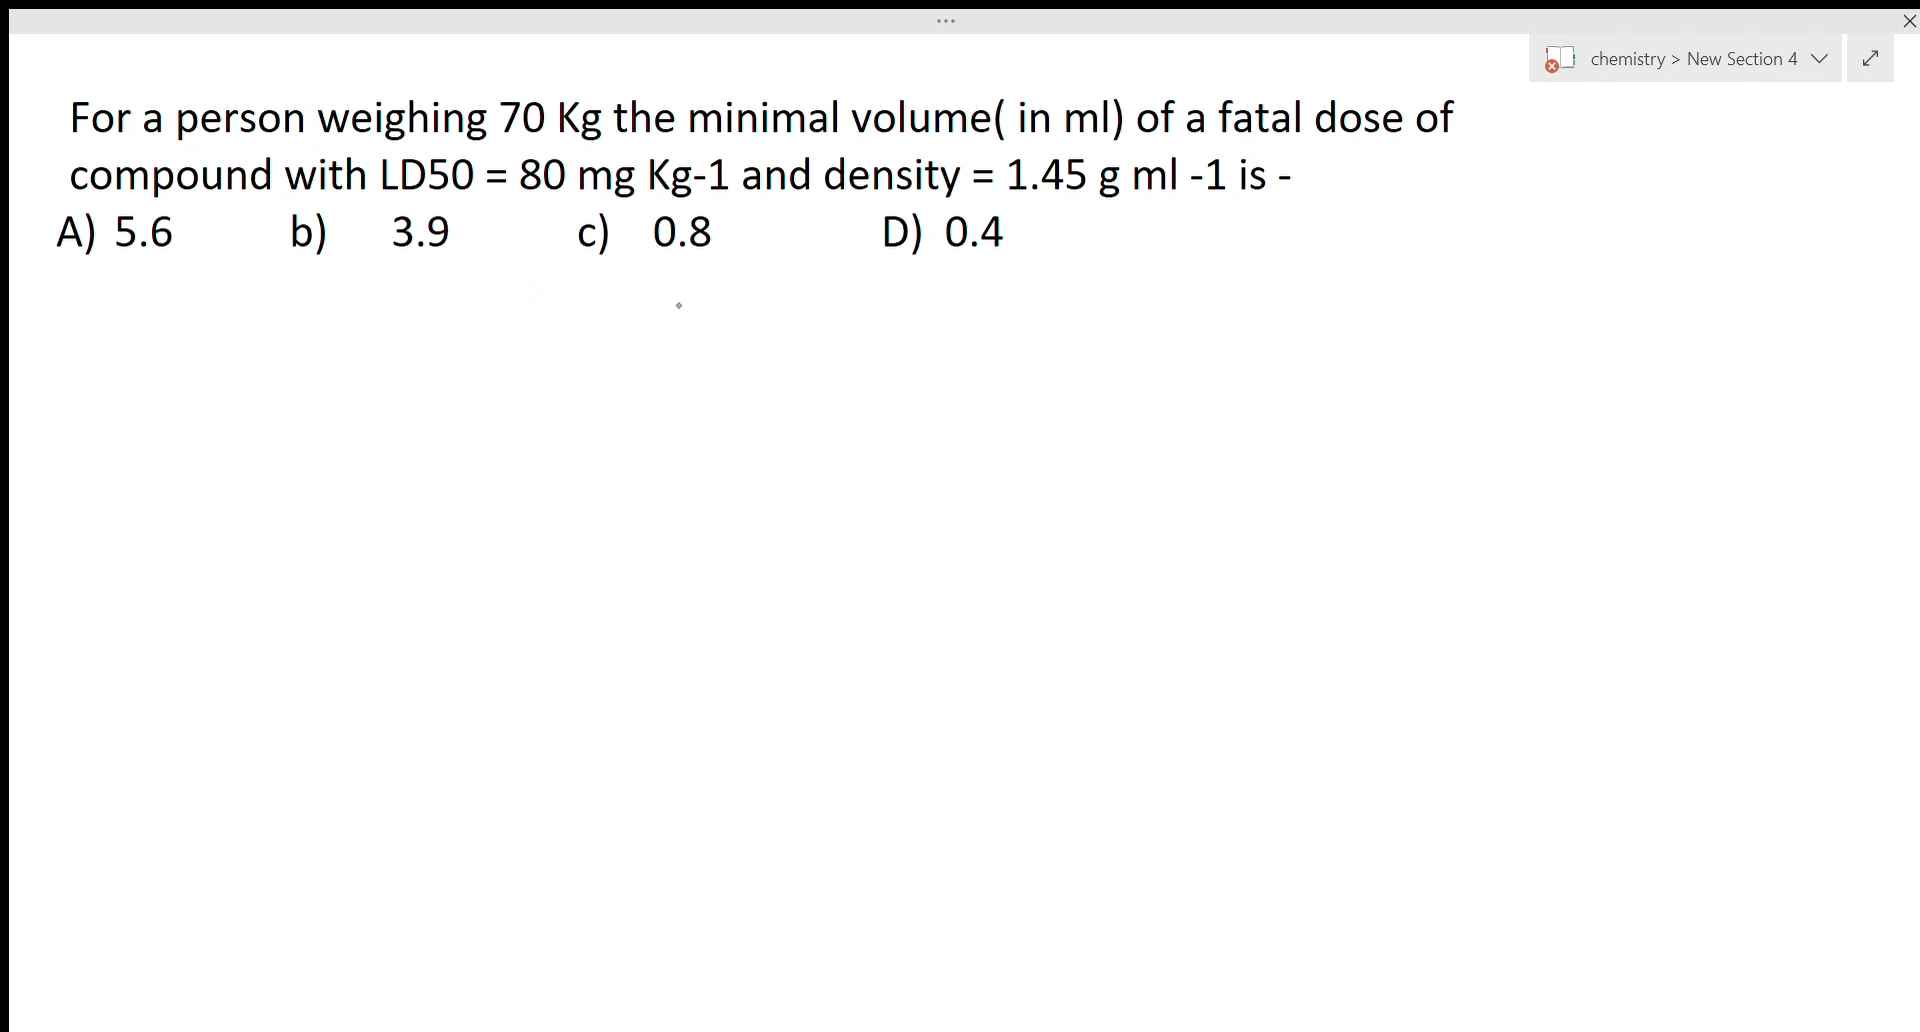 chemistry > New Section 4
For a person weighing 70 Kg the minimal volume( in ml) of a fatal dose of
compound with LD50 = 80 mg Kg-1 and density = 1.45 g ml -1 is -
A) 5.6 b) 3.9 c) 0.8 D) 0.4